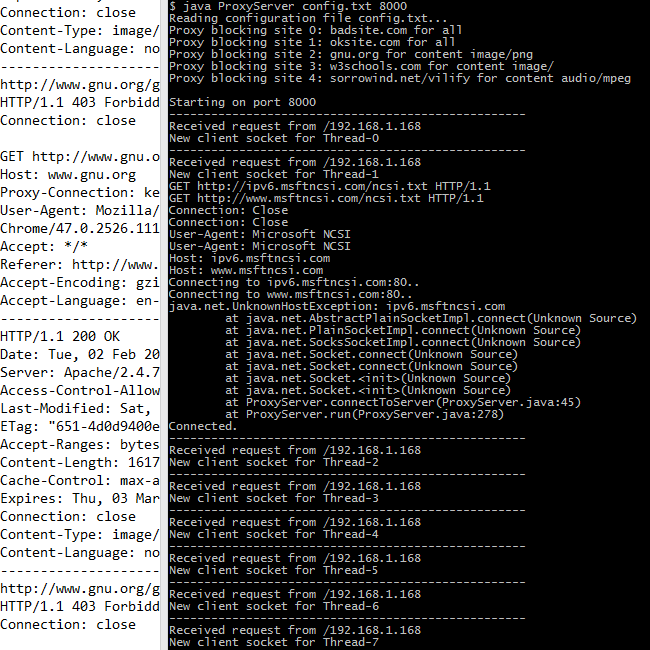 Connection: close
Content-Type: image/
Content-Language: no
--------------------
http://www.gnu.org/g
HTTP/1.1 403 Forbidd
Connection: close
GET http://www.gnu.o
Host: www.gnu.org
Proxy-Connection: ke
User-Agent: Mozilla/
Chrome/47.0.2526.111
Accept: */*
Referer: http://www.
Accept-Encoding: gzi
Accept-Language: en-
--------------------
HTTP/1.1 200 OK
Date: Tue, 02 Feb 20
Server: Apache/2.4.7
Access-Control-Allow
Last-Modified: Sat,
ETag: "651-4d0d9400e
Accept-Ranges: bytes
Content-Length: 1617
Cache-Control: max-a
Expires: Thu, 03 Mar
Connection: close
Content-Type: image/
Content-Language: no
--------------------
http://www.gnu.org/g
HTTP/1.1 403 Forbidd
Connection: close
$ java ProxyServer config.txt 8000
Reading configuration file config.txt...
Proxy blocking site 0: badsite.com for all
Proxy blocking site 1: oksite.com for all
Proxy blocking site 2: gnu.org for content image/png
Proxy blocking site 3: w3schools.com for content image/
Proxy blocking site 4: sorrowind.net/vilify for content audio/mpeg
Starting on port 8000
---------------------------------------------------
Received request from /192.168.1.168
New client socket for Thread-0
---------------------------------------------------
Received request from /192.168.1.168
New client socket for Thread-1
GET http://ipv6.msftncsi.com/ncsi.txt HTTP/1.1
GET http://www.msftncsi.com/ncsi.txt HTTP/1.1
Connection: Close
Connection: Close
User-Agent: Microsoft NCSI
User-Agent: Microsoft NCSI
Host: ipv6.msftncsi.com
Host: www.msftncsi.com
Connecting to ipv6.msftncsi.com:80..
Connecting to www.msftncsi.com:80..
java.net.UnknownHostException: ipv6.msftncsi.com
at java.net.AbstractPlainSocketImpl.connect(Unknown Source)
at java.net.PlainSocketImpl.connect(Unknown Source)
at java.net.SocksSocketImpl.connect(Unknown Source)
at java.net.Socket.connect(Unknown Source)
at java.net.Socket.connect(Unknown Source)
at java.net.Socket.<init>(Unknown Source)
at java.net.Socket.<init>(Unknown Source)
at ProxyServer.connectToServer(ProxyServer.java:45)
at ProxyServer.run(ProxyServer.java:278)
Connected.
---------------------------------------------------
Received request from /192.168.1.168
New client socket for Thread-2
---------------------------------------------------
Received request from /192.168.1.168
New client socket for Thread-3
---------------------------------------------------
Received request from /192.168.1.168
New client socket for Thread-4
---------------------------------------------------
Received request from /192.168.1.168
New client socket for Thread-5
---------------------------------------------------
Received request from /192.168.1.168
New client socket for Thread-6
---------------------------------------------------
Received request from /192.168.1.168
New client socket for Thread-7